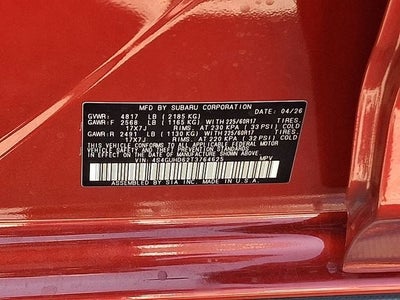 MFD BY SUBARU CORPORATION DATE: 04/26
GVWR: 4817 LB (2185 KG)
GAWR:F 2568 LB (1165 KG) WITH 225/60R17 TIRES,
17X7J RIMS, AT 230 KPA (33 PSI) COLD
GAWR:R 2491 LB (1130 KG) WITH 225/60R17 TIRES,
17X7J RIMS, AT 220 KPA (32 PSI) COLD
THIS VEHICLE CONFORMS TO ALL APPLICABLE FEDERAL MOTOR
VEHICLE SAFETY, BUMPER, AND THEFT PREVENTION STANDARDS
IN EFFECT ON THE DATE OF MANUFACTURE SHOWN ABOVE.
VIN: 4S4GUHD62T3764625 MPV
ASSEMBLED BY SIA INC. MADE IN U.S.A.